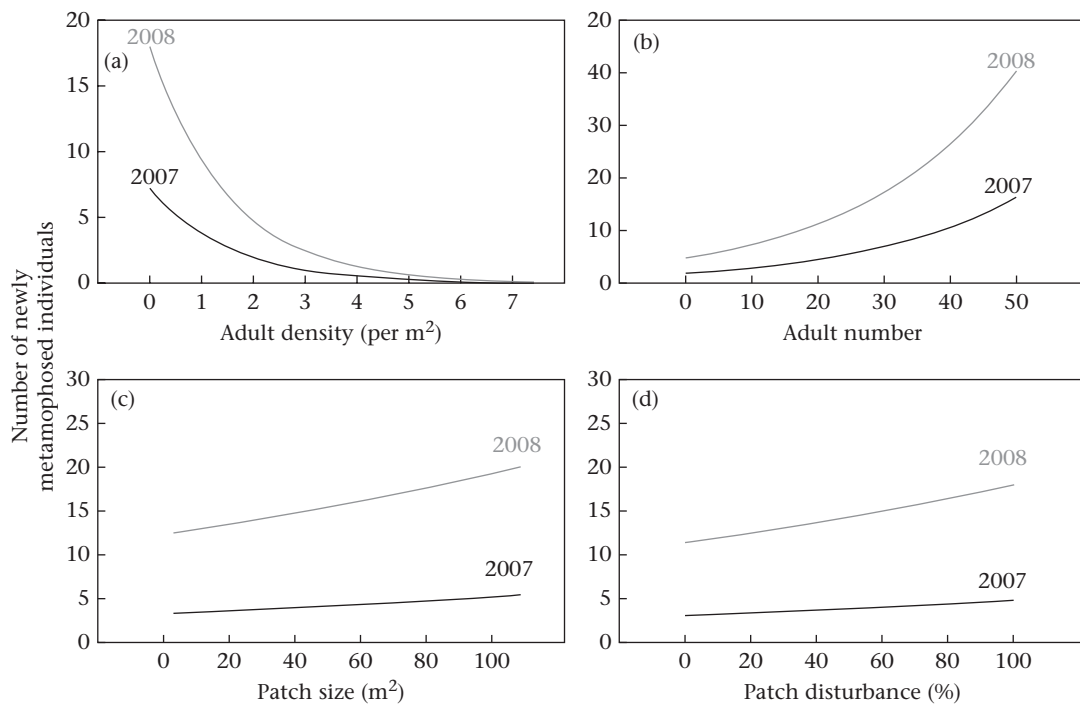 Number of newly
metamophosed individuals
(a)
20
15
10
5
0
2008
2007
0 1 2 3 4 5 6 7
Adult density (per m²)
(b)
20
40
30
20
10
0
2008
2007
0 10 20 30 40 50
Adult number
(c)
30
25
20
15
10
5
0
2008
2007
0 20 40 60 80 100
Patch size (m²)
(d)
30
25
20
15
10
5
0
2008
2007
0 20 40 60 80 100
Patch disturbance (%)